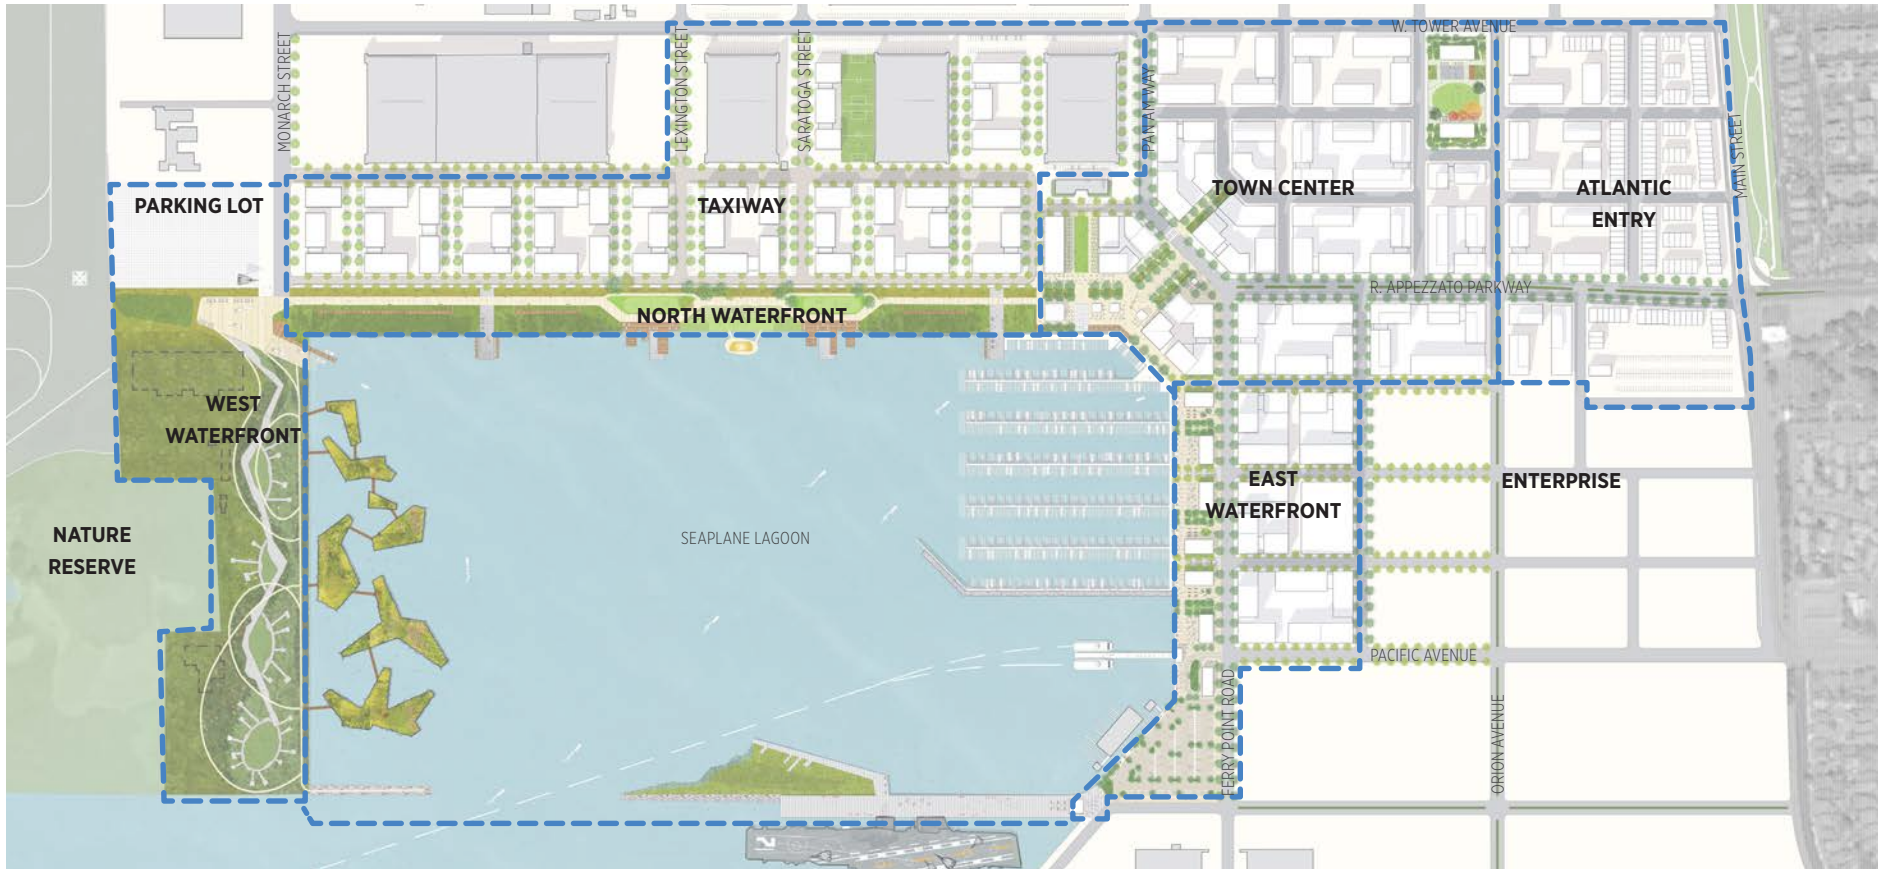 W. TOWER AVENUE
MONARCH STREET
LEXINGTON STREET
SARATOGA STREET
PAN AM WAY
MAIN STREET
PARKING LOT
TAXIWAY
TOWN CENTER
ATLANTIC
ENTRY
R. APPEZZATO PARKWAY
NORTH WATERFRONT
WEST
WATERFRONT
EAST
WATERFRONT
ENTERPRISE
NATURE
RESERVE
SEAPLANE LAGOON
PACIFIC AVENUE
FERRY POINT ROAD
ORION AVENUE